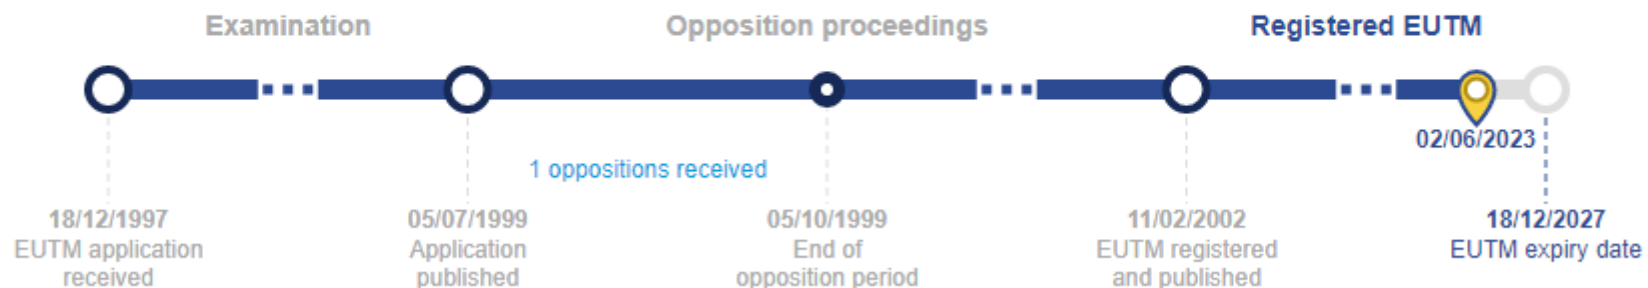 Examination
Opposition proceedings
Registered EUTM
02/06/2023
1 oppositions received
18/12/1997
EUTM application
received
05/07/1999
Application
published
05/10/1999
End of
opposition period
11/02/2002
EUTM registered
and published
18/12/2027
EUTM expiry date